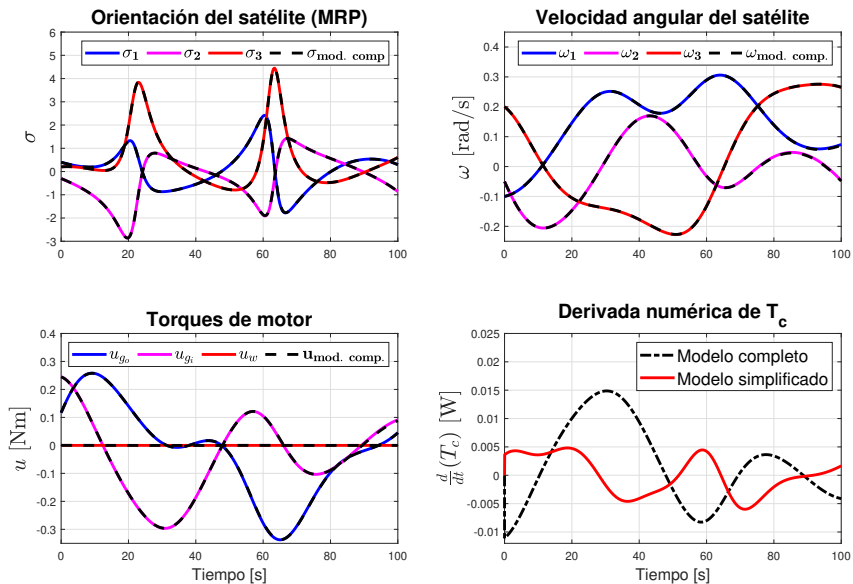 Orientación del satélite (MRP)
σ1 σ2 σ3 σmod. comp
6
5
4
3
2
1
0
-1
-2
-3
σ
0 20 40 60 80 100
Velocidad angular del satélite
ω1 ω2 ω3 ωmod. comp.
0.4
0.3
0.2
0.1
0
-0.1
-0.2
ω [rad/s]
0 20 40 60 80 100
Torques de motor
ugo ugi uw umod. comp.
0.4
0.3
0.2
0.1
0
-0.1
-0.2
-0.3
u [Nm]
0 20 40 60 80 100
Tiempo [s]
Derivada numérica de Tc
Modelo completo
Modelo simplificado
0.025
0.02
0.015
0.01
0.005
0
-0.005
-0.01
d/dt (Tc) [W]
0 20 40 60 80 100
Tiempo [s]